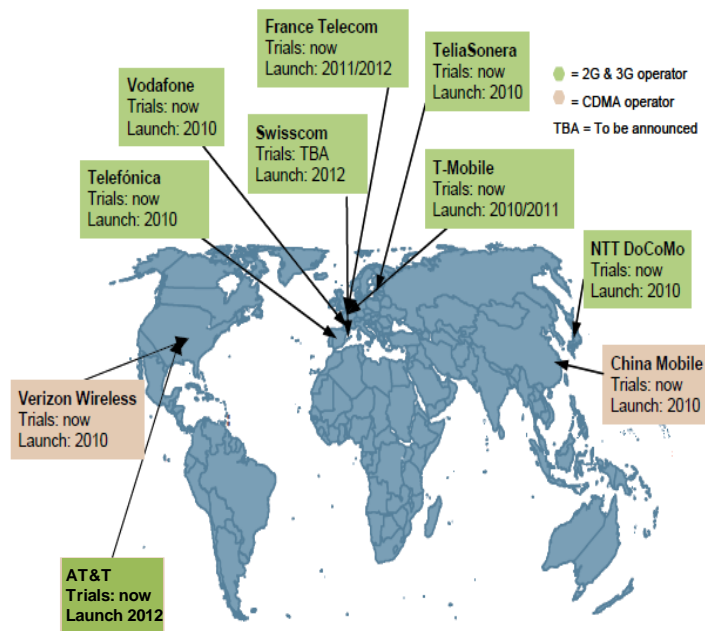 France Telecom
Trials: now
Launch: 2011/2012
TeliaSonera
Trials: now
Launch: 2010
= 2G & 3G operator
= CDMA operator
TBA = To be announced
Vodafone
Trials: now
Launch: 2010
Swisscom
Trials: TBA
Launch: 2012
T-Mobile
Trials: now
Launch: 2010/2011
Telefónica
Trials: now
Launch: 2010
NTT DoCoMo
Trials: now
Launch: 2010
China Mobile
Trials: now
Launch: 2010
Verizon Wireless
Trials: now
Launch: 2010
AT&T
Trials: now
Launch 2012